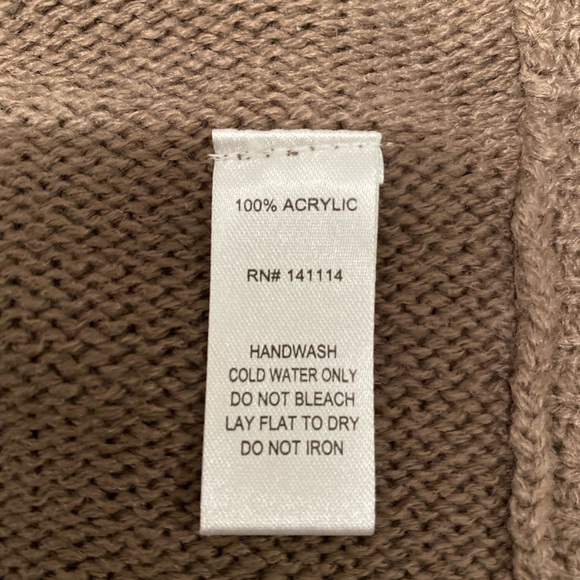 100% ACRYLIC
RN# 141114
HANDWASH
COLD WATER ONLY
DO NOT BLEACH
LAY FLAT TO DRY
DO NOT IRON